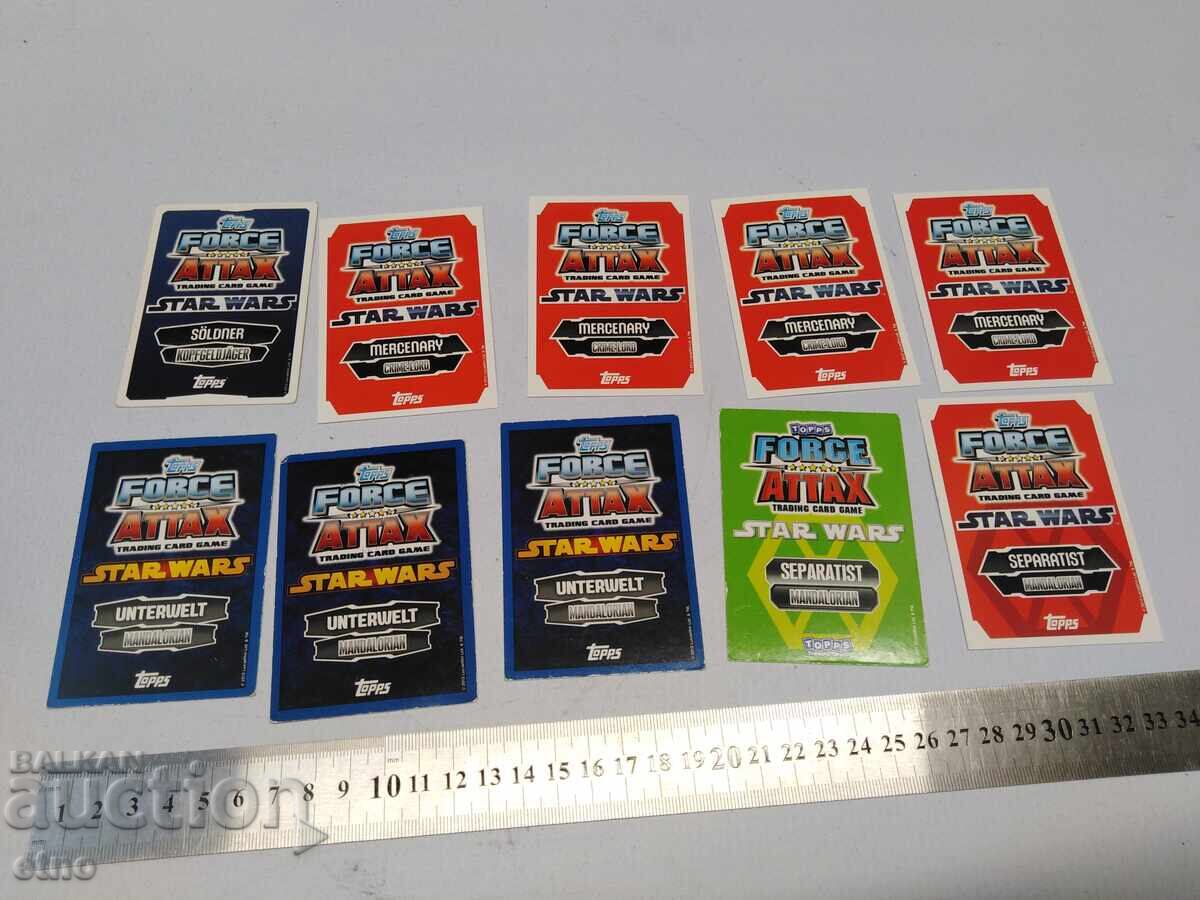 Topps
FORCE
ATTAX
TRADING CARD GAME
STAR WARS
SÖLDNER
KOPFGELDJÄGER
Topps
Topps
FORCE
ATTAX
TRADING CARD GAME
STAR WARS
MERCENARY
CRIME-LORD
Topps
Topps
FORCE
ATTAX
TRADING CARD GAME
STAR WARS
MERCENARY
CRIME-LORD
Topps
Topps
FORCE
ATTAX
TRADING CARD GAME
STAR WARS
MERCENARY
CRIME-LORD
Topps
Topps
FORCE
ATTAX
TRADING CARD GAME
STAR WARS
MERCENARY
CRIME-LORD
Topps
Topps
FORCE
ATTAX
TRADING CARD GAME
STAR WARS
UNTERWELT
MANDALORIAN
Topps
Topps
FORCE
ATTAX
TRADING CARD GAME
STAR WARS
UNTERWELT
MANDALORIAN
Topps
Topps
FORCE
ATTAX
TRADING CARD GAME
STAR WARS
UNTERWELT
MANDALORIAN
Topps
TOPPS
FORCE
ATTAX
TRADING CARD GAME
STAR WARS
SEPARATIST
MANDALORIAN
TOPPS
Topps
FORCE
ATTAX
TRADING CARD GAME
STAR WARS
SEPARATIST
MANDALORIAN
Topps
mm 1 2 3 4 5 6 7 8 9 10 11 12 13 14 15 16 17 18 19 20 21 22 23 24 25 26 27 28 29 30 31 32 33 34
BALKAN
auction
etno